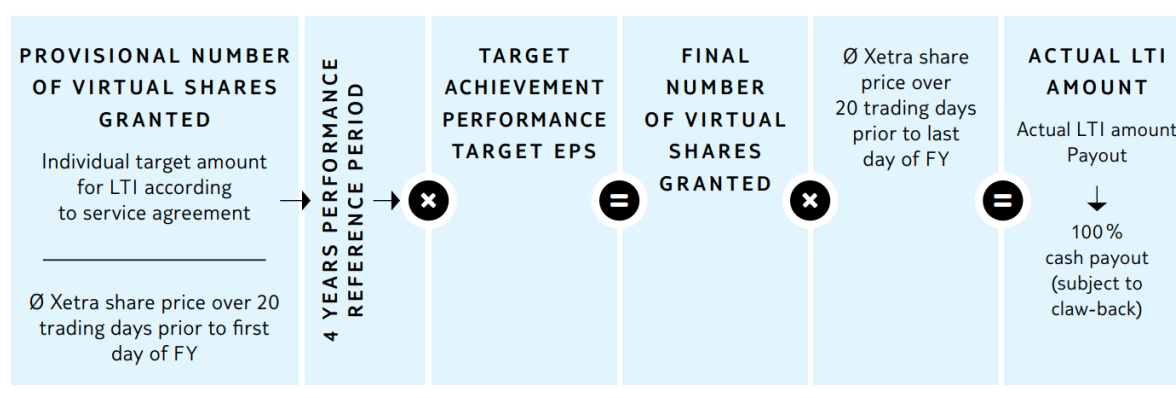 PROVISIONAL NUMBER
OF VIRTUAL SHARES
GRANTED
Individual target amount
for LTI according
to service agreement
Ø Xetra share price over 20
trading days prior to first
day of FY
4 YEARS PERFORMANCE
REFERENCE PERIOD
×
TARGET
ACHIEVEMENT
PERFORMANCE
TARGET EPS
=
FINAL
NUMBER
OF VIRTUAL
SHARES
GRANTED
×
Ø Xetra share
price over
20 trading days
prior to last
day of FY
=
ACTUAL LTI
AMOUNT
Actual LTI amount
Payout
100 %
cash payout
(subject to
claw-back)